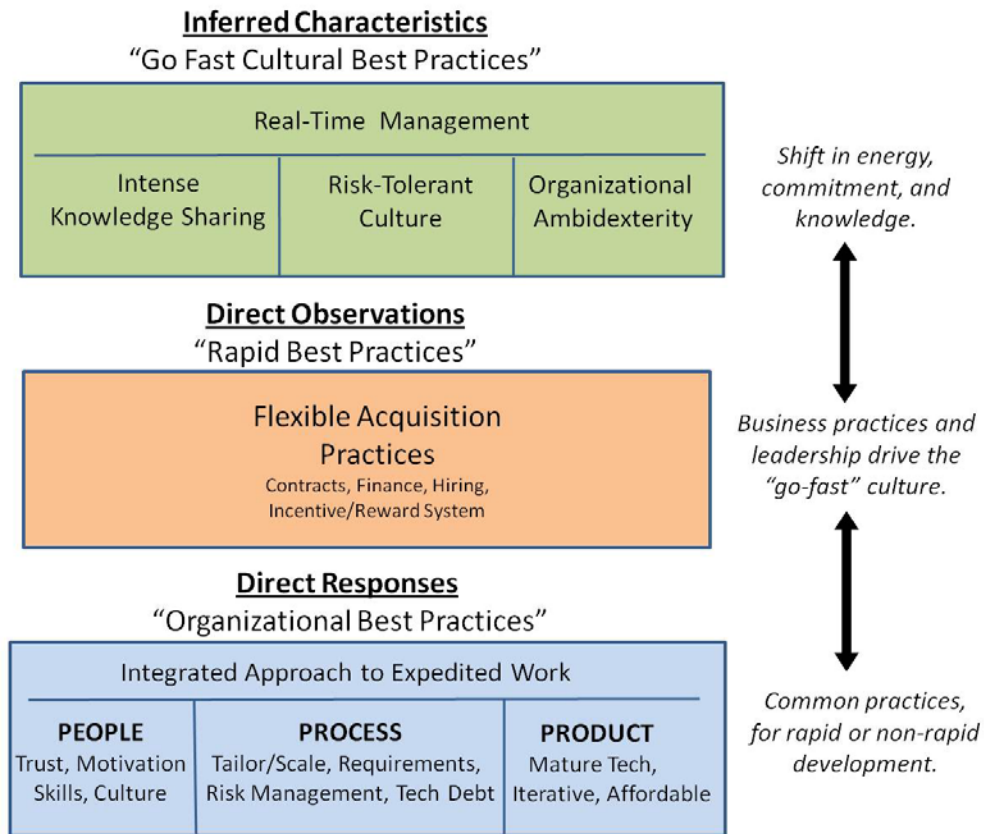 Inferred Characteristics
“Go Fast Cultural Best Practices”
Real-Time Management
Intense
Knowledge Sharing
Risk-Tolerant
Culture
Organizational
Ambidexterity
Shift in energy,
commitment, and
knowledge.
Direct Observations
“Rapid Best Practices”
Flexible Acquisition
Practices
Contracts, Finance, Hiring,
Incentive/Reward System
Business practices and
leadership drive the
“go-fast” culture.
Direct Responses
“Organizational Best Practices”
Integrated Approach to Expedited Work
PEOPLE
Trust, Motivation
Skills, Culture
PROCESS
Tailor/Scale, Requirements,
Risk Management, Tech Debt
PRODUCT
Mature Tech,
Iterative, Affordable
Common practices,
for rapid or non-rapid
development.